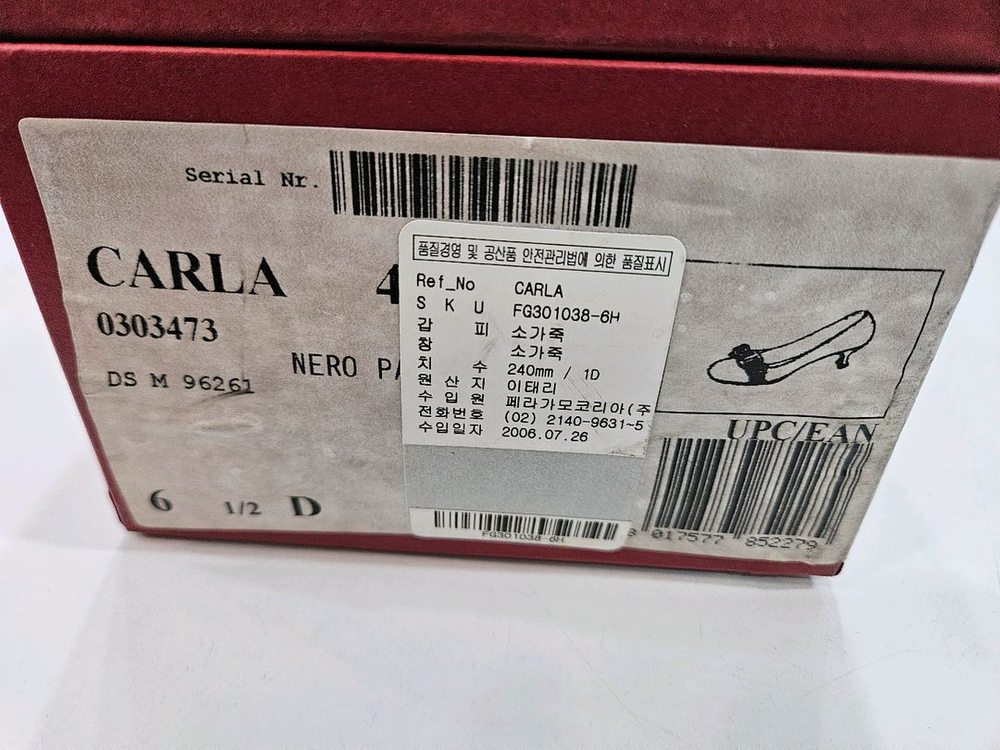 Serial Nr.
CARLA 4
0303473
NERO PA
DS M 96261
6 1/2 D
품질경영 및 공산품 안전관리법에 의한 품질표시
Ref_No CARLA
S K U FG301038-6H
갑 피 소가죽
창 소가죽
치 수 240mm / 1D
원 산 지 이태리
수 입 원 페라가모코리아(주
전화번호 (02) 2140-9631~5
수입일자 2006.07.26
FG301038-6H
UPC/EAN
8 017577 852279